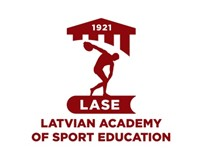 1921
LASE
LATVIAN ACADEMY
OF SPORT EDUCATION